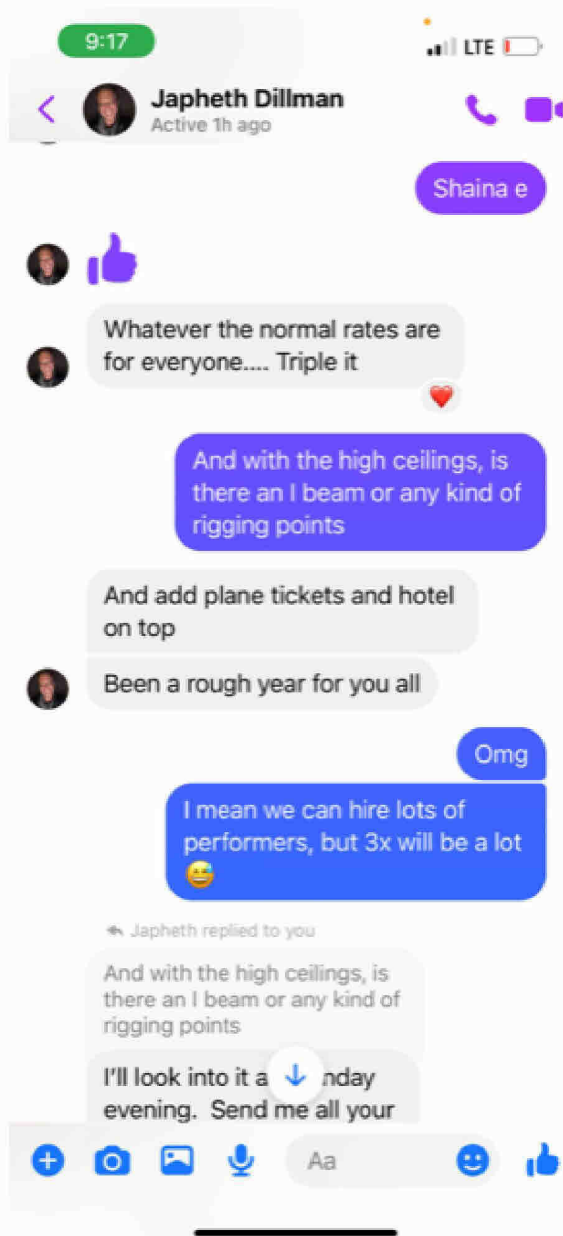 9:17
LTE
Japheth Dillman
Active 1h ago
Shaina e
Whatever the normal rates are
for everyone.... Triple it
And with the high ceilings, is
there an I beam or any kind of
rigging points
And add plane tickets and hotel
on top
Been a rough year for you all
Omg
I mean we can hire lots of
performers, but 3x will be a lot
😅
Japheth replied to you
And with the high ceilings, is
there an I beam or any kind of
rigging points
I'll look into it a nday
evening. Send me all your
Aa